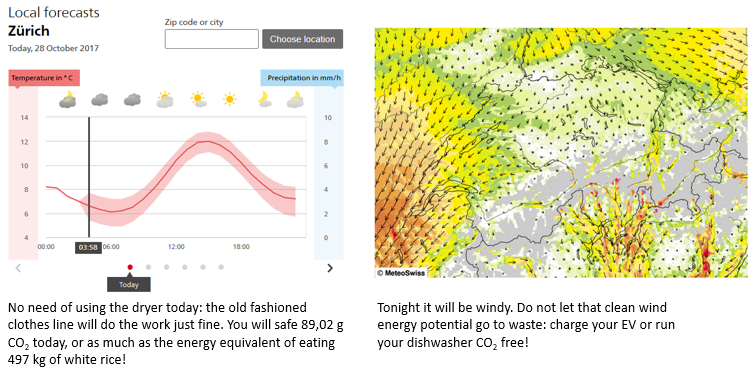 Local forecasts
Zürich
Today, 28 October 2017
Zip code or city
Choose location
Temperature in ° C
Precipitation in mm/h
14
12
10
8
6
4
10
8
6
4
2
0
00:00
03:58
06:00
12:00
18:00
Today
© MeteoSwiss
No need of using the dryer today: the old fashioned
clothes line will do the work just fine. You will safe 89,02 g
CO₂ today, or as much as the energy equivalent of eating
497 kg of white rice!
Tonight it will be windy. Do not let that clean wind
energy potential go to waste: charge your EV or run
your dishwasher CO₂ free!